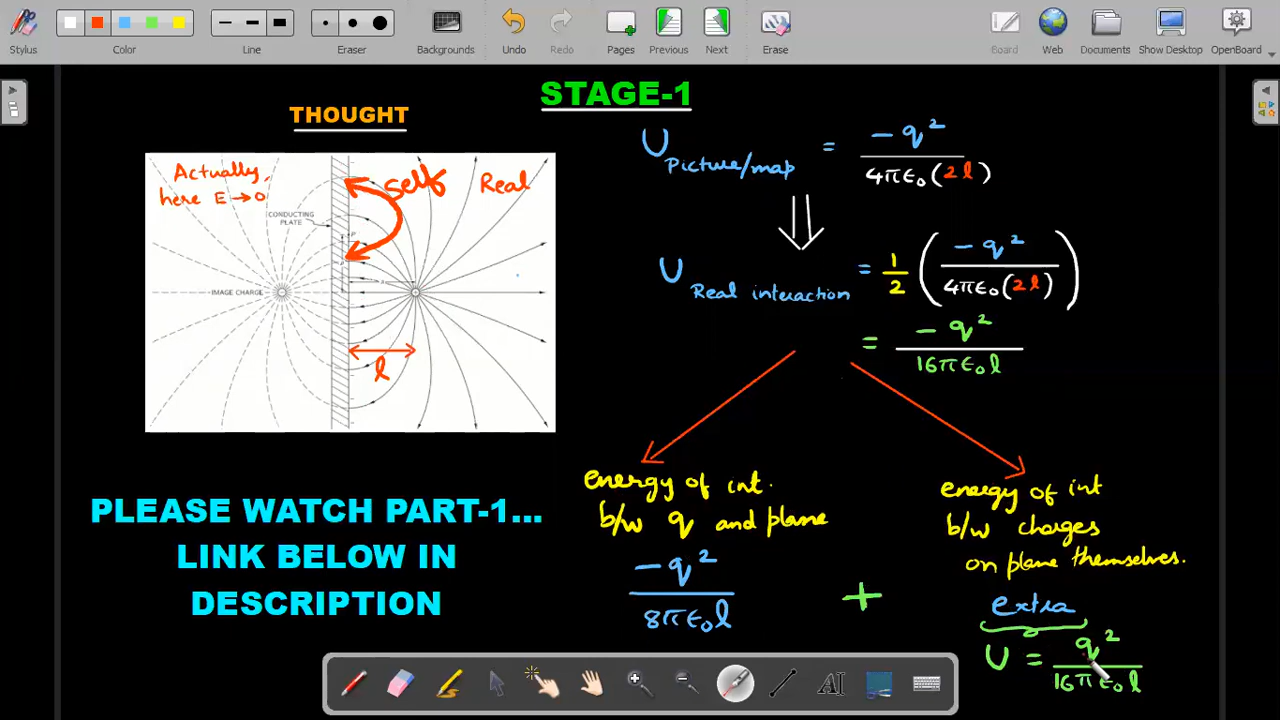 Stylus
Color
Line
Eraser
Backgrounds
Undo
Redo
Pages
Previous
Next
Erase
Board
Web
Documents
Show Desktop
OpenBoard
STAGE-1
THOUGHT
Actually,
here E → 0
self
Real
CONDUCTING
PLATE
IMAGE CHARGE
l
U Picture/map = -q² / 4πϵ₀(2l)
U Real interaction = 1/2 (-q² / 4πϵ₀(2l))
= -q² / 16πϵ₀l
energy of int.
b/w q and plane
-q² / 8πϵ₀l
+
energy of int
b/w charges
on plane themselves.
extra
U = q² / 16πϵ₀l
PLEASE WATCH PART-1...
LINK BELOW IN
DESCRIPTION